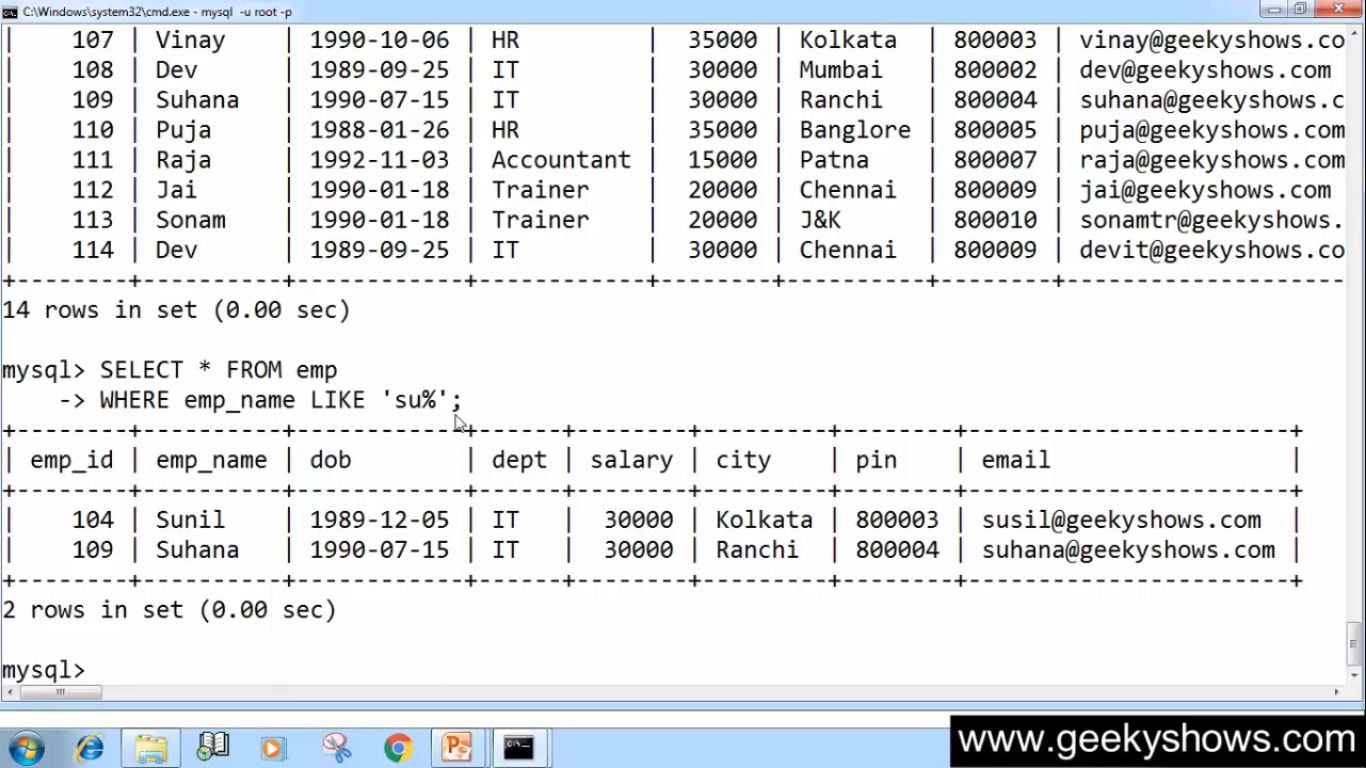 C:\Windows\system32\cmd.exe - mysql -u root -p
| 107 | Vinay | 1990-10-06 | HR | 35000 | Kolkata | 800003 | vinay@geekyshows.co
| 108 | Dev | 1989-09-25 | IT | 30000 | Mumbai | 800002 | dev@geekyshows.com
| 109 | Suhana | 1990-07-15 | IT | 30000 | Ranchi | 800004 | suhana@geekyshows.c
| 110 | Puja | 1988-01-26 | HR | 35000 | Banglore | 800005 | puja@geekyshows.com
| 111 | Raja | 1992-11-03 | Accountant | 15000 | Patna | 800007 | raja@geekyshows.com
| 112 | Jai | 1990-01-18 | Trainer | 20000 | Chennai | 800009 | jai@geekyshows.com
| 113 | Sonam | 1990-01-18 | Trainer | 20000 | J&K | 800010 | sonamtr@geekyshows.
| 114 | Dev | 1989-09-25 | IT | 30000 | Chennai | 800009 | devit@geekyshows.co
+--------+----------+------------+------------+--------+----------+--------+--------------------
14 rows in set (0.00 sec)
mysql> SELECT * FROM emp
-> WHERE emp_name LIKE 'su%';
+--------+----------+------------+------+--------+---------+--------+-----------------------+
| emp_id | emp_name | dob | dept | salary | city | pin | email |
+--------+----------+------------+------+--------+---------+--------+-----------------------+
| 104 | Sunil | 1989-12-05 | IT | 30000 | Kolkata | 800003 | susil@geekyshows.com |
| 109 | Suhana | 1990-07-15 | IT | 30000 | Ranchi | 800004 | suhana@geekyshows.com |
+--------+----------+------------+------+--------+---------+--------+-----------------------+
2 rows in set (0.00 sec)
mysql>
www.geekyshows.com